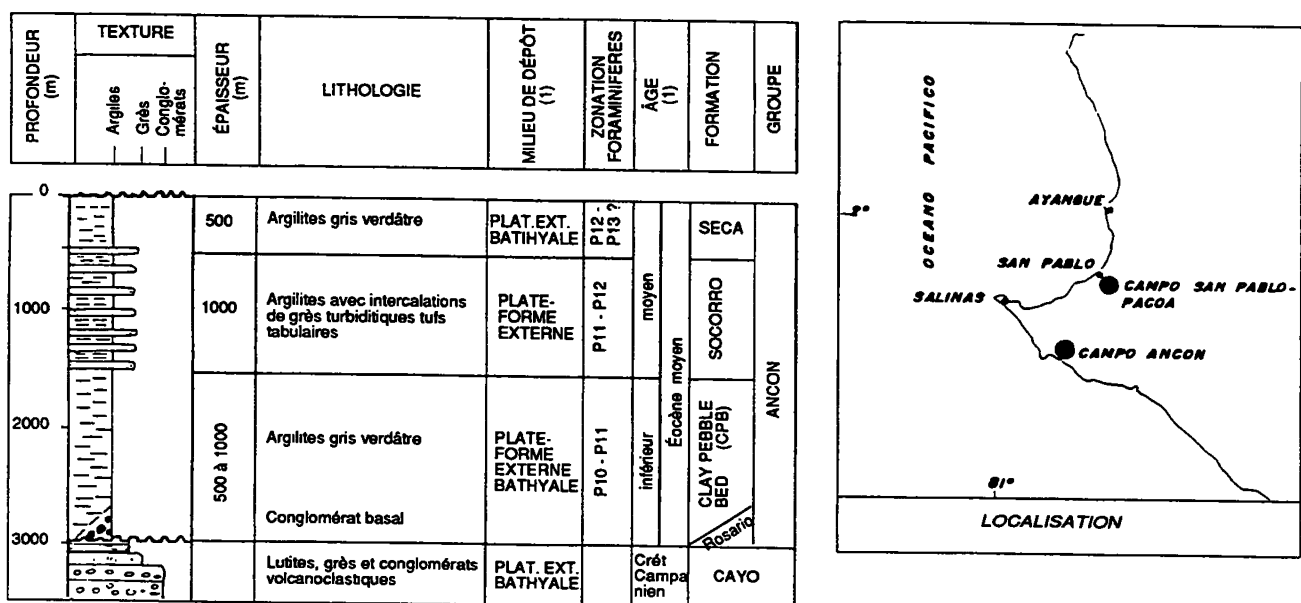 PROFONDEUR
(m)
TEXTURE
Argiles
Grès
Conglo-
mérats
ÉPAISSEUR
(m)
LITHOLOGIE
MILIEU DE DÉPÔT
(1)
ZONATION
FORAMINIFERES
ÂGE
(1)
FORMATION
GROUPE
0
1000
2000
3000
500
Argilites gris verdâtre
PLAT.EXT.
BATIHYALE
P12 -
P13 ?
SECA
1000
Argilites avec intercalations
de grès turbiditiques tufs
tabulaires
PLATE-
FORME
EXTERNE
P11 - P12
moyen
SOCORRO
500 à 1000
Argilites gris verdâtre
Conglomérat basal
PLATE-
FORME
EXTERNE
BATHYALE
P10 - P11
inférieur
Éocène moyen
CLAY PEBBLE
BED (CPB)
Rosario
ANCON
Lutites, grès et conglomérats
volcanoclastiques
PLAT. EXT.
BATHYALE
Crét
Campa
nien
CAYO
OCEANO PACIFICO
AYANGUE
SAN PABLO
CAMPO SAN PABLO-
PACOA
SALINAS
CAMPO ANCON
81°
LOCALISATION